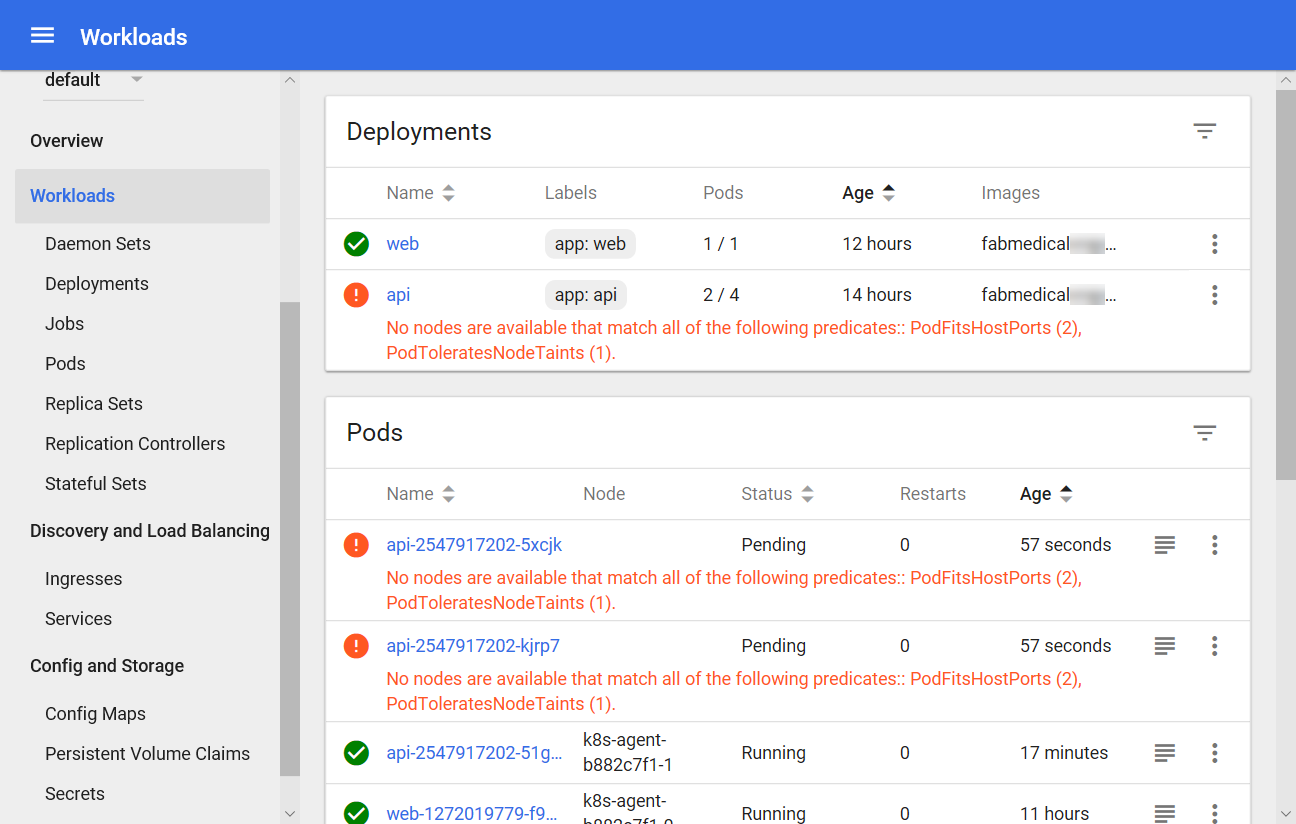 Workloads
default
Overview
Workloads
Daemon Sets
Deployments
Jobs
Pods
Replica Sets
Replication Controllers
Stateful Sets
Discovery and Load Balancing
Ingresses
Services
Config and Storage
Config Maps
Persistent Volume Claims
Secrets
Deployments
Name Labels Pods Age Images
web app: web 1 / 1 12 hours fabmedical...
api app: api 2 / 4 14 hours fabmedical...
No nodes are available that match all of the following predicates:: PodFitsHostPorts (2),
PodToleratesNodeTaints (1).
Pods
Name Node Status Restarts Age
api-2547917202-5xcjk Pending 0 57 seconds
No nodes are available that match all of the following predicates:: PodFitsHostPorts (2),
PodToleratesNodeTaints (1).
api-2547917202-kjrp7 Pending 0 57 seconds
No nodes are available that match all of the following predicates:: PodFitsHostPorts (2),
PodToleratesNodeTaints (1).
api-2547917202-51g... k8s-agent-
b882c7f1-1 Running 0 17 minutes
web-1272019779-f9... k8s-agent-
Running 0 11 hours